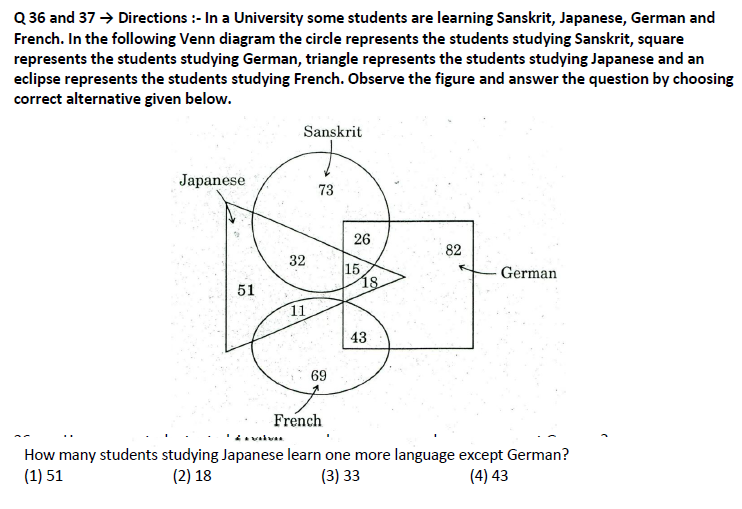 Q 36 and 37 → Directions :- In a University some students are learning Sanskrit, Japanese, German and
French. In the following Venn diagram the circle represents the students studying Sanskrit, square
represents the students studying German, triangle represents the students studying Japanese and an
eclipse represents the students studying French. Observe the figure and answer the question by choosing
correct alternative given below.
Sanskrit
Japanese
73
26
82
32
15
German
18
51
11
43
69
French
How many students studying Japanese learn one more language except German?
(1) 51 (2) 18 (3) 33 (4) 43